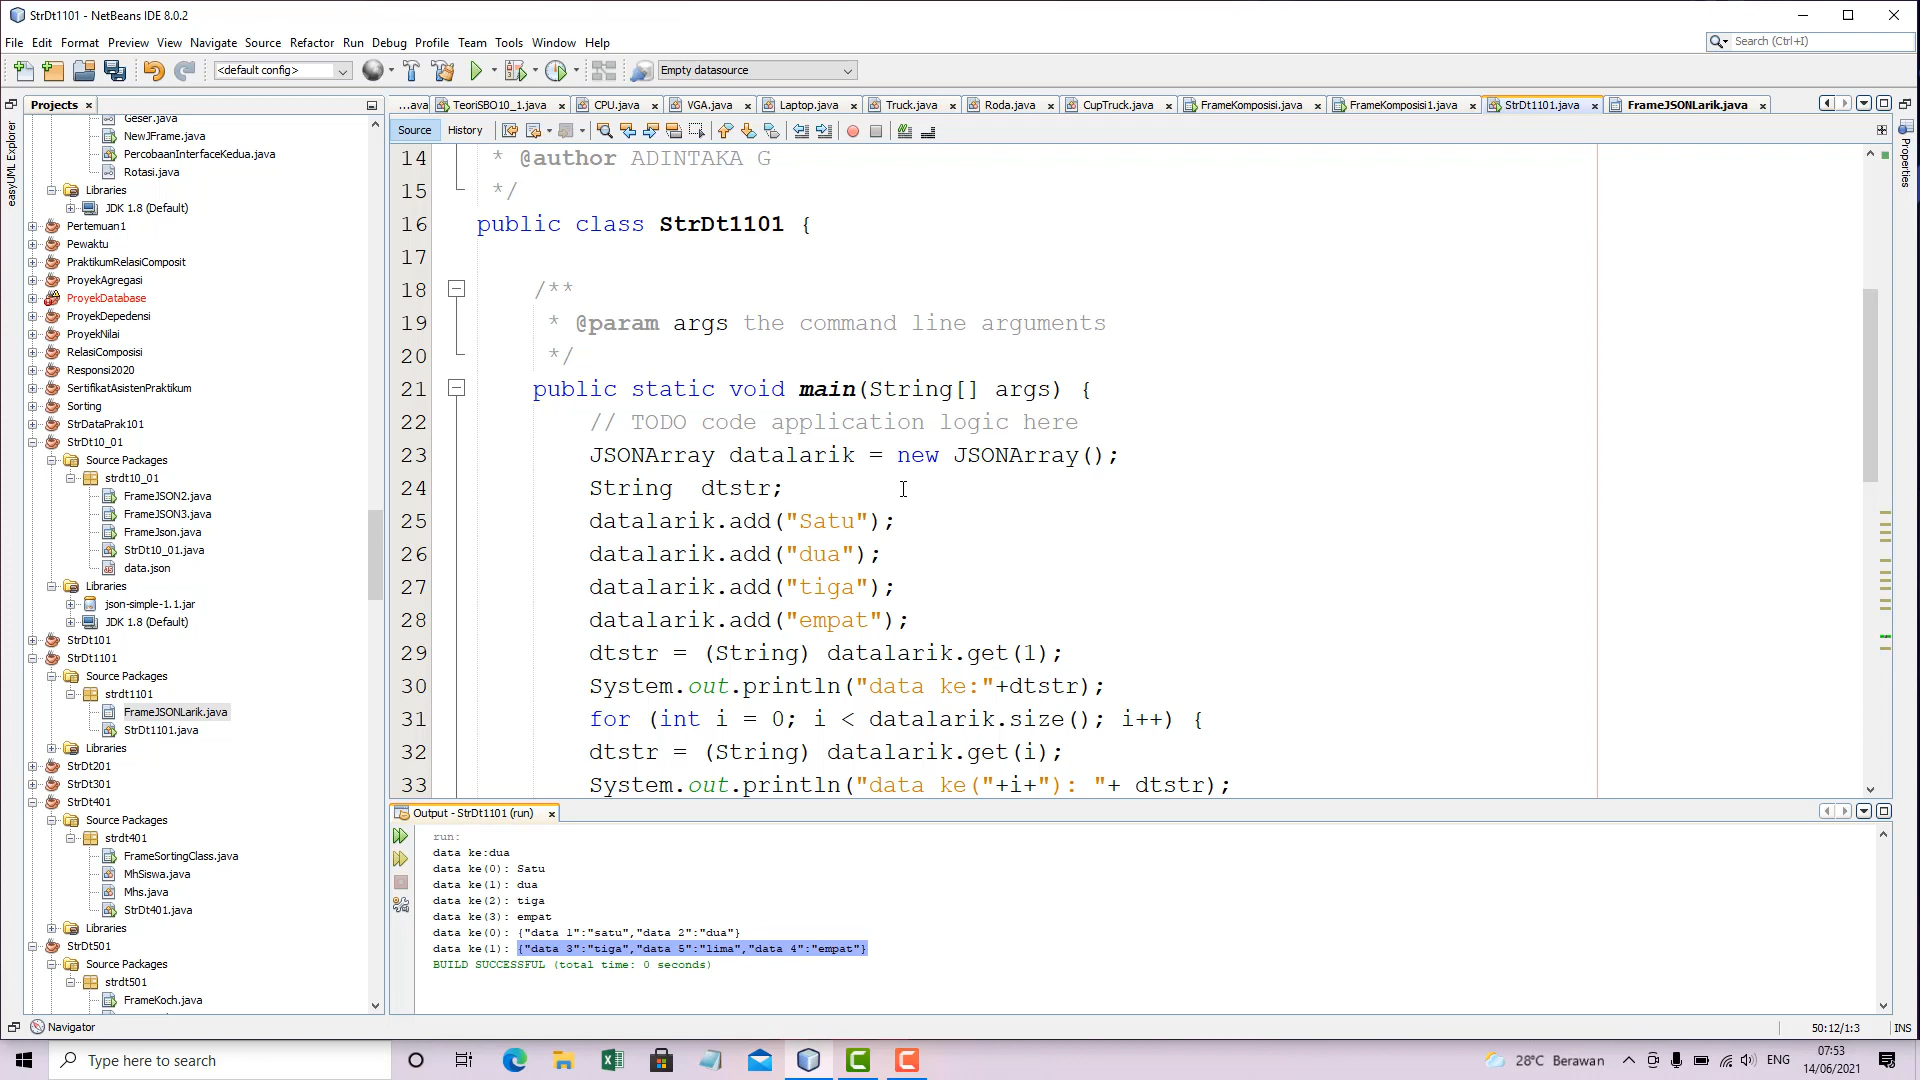 StrDt1101 - NetBeans IDE 8.0.2
File Edit Format Preview View Navigate Source Refactor Run Debug Profile Team Tools Window Help
Search (Ctrl+I)
<default config>
Empty datasource
Projects
...ava TeoriSBO10_1.java CPU.java VGA.java Laptop.java Truck.java Roda.java CupTruck.java FrameKomposisi.java FrameKomposisi1.java StrDt1101.java FrameJSONLarik.java
easyUML Explorer
Properties
Source History
Geser.java
NewJFrame.java
PercobaanInterfaceKedua.java
Rotasi.java
Libraries
JDK 1.8 (Default)
Pertemuan1
Pewaktu
PraktikumRelasiComposit
ProyekAgregasi
ProyekDatabase
ProyekDepedensi
ProyekNilai
RelasiComposisi
Responsi2020
SertifikatAsistenPraktikum
Sorting
StrDataPrak101
StrDt10_01
Source Packages
strdt10_01
FrameJSON2.java
FrameJSON3.java
FrameJson.java
StrDt10_01.java
data.json
Libraries
json-simple-1.1.jar
JDK 1.8 (Default)
StrDt101
StrDt1101
Source Packages
strdt1101
FrameJSONLarik.java
StrDt1101.java
Libraries
StrDt201
StrDt301
StrDt401
Source Packages
strdt401
FrameSortingClass.java
MhSiswa.java
Mhs.java
StrDt401.java
Libraries
StrDt501
Source Packages
strdt501
FrameKoch.java
Navigator
14 * @author ADINTAKA G
15 */
16 public class StrDt1101 {
17
18 /**
19 * @param args the command line arguments
20 */
21 public static void main(String[] args) {
22 // TODO code application logic here
23 JSONArray datalarik = new JSONArray();
24 String  dtstr;
25 datalarik.add("Satu");
26 datalarik.add("dua");
27 datalarik.add("tiga");
28 datalarik.add("empat");
29 dtstr = (String) datalarik.get(1);
30 System.out.println("data ke:"+dtstr);
31 for (int i = 0; i < datalarik.size(); i++) {
32 dtstr = (String) datalarik.get(i);
33 System.out.println("data ke("+i+"): "+ dtstr);
Output - StrDt1101 (run)
run:
data ke:dua
data ke(0): Satu
data ke(1): dua
data ke(2): tiga
data ke(3): empat
data ke(0): {"data 1":"satu","data 2":"dua"}
data ke(1): {"data 3":"tiga","data 5":"lima","data 4":"empat"}
BUILD SUCCESSFUL (total time: 0 seconds)
50:12/1:3 INS
Type here to search
28°C Berawan
ENG
07:53
14/06/2021